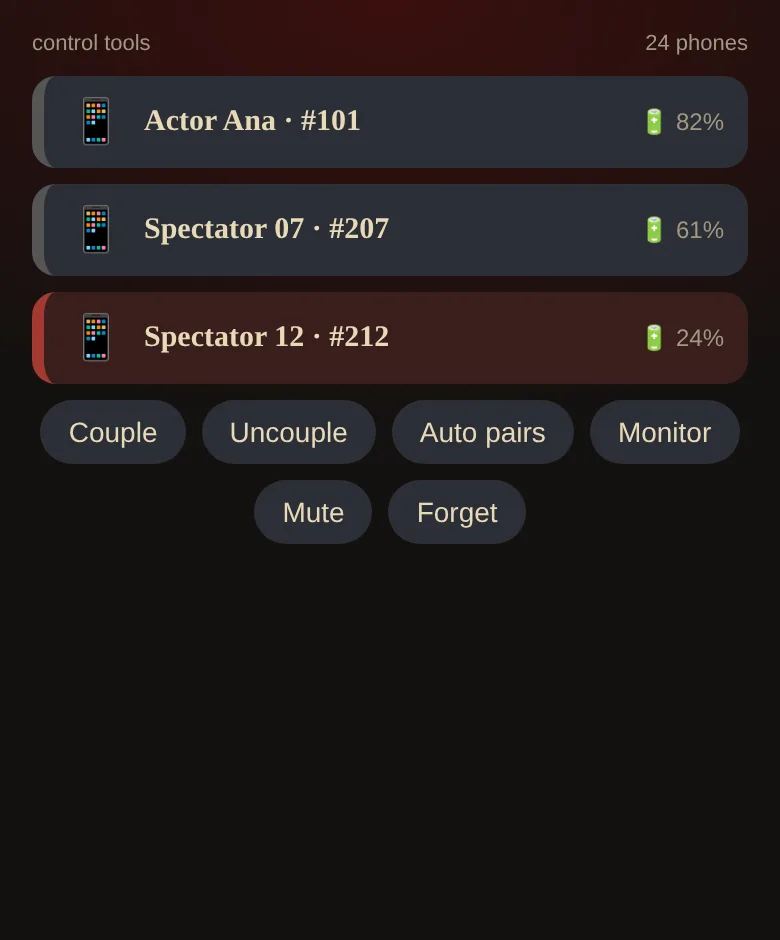 control tools 24 phones
Actor Ana · #101 82%
Spectator 07 · #207 61%
Spectator 12 · #212 24%
Couple Uncouple Auto pairs Monitor
Mute Forget